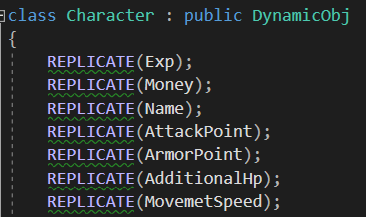 class Character : public DynamicObj
{
REPLICATE(Exp);
REPLICATE(Money);
REPLICATE(Name);
REPLICATE(AttackPoint);
REPLICATE(ArmorPoint);
REPLICATE(AdditionalHp);
REPLICATE(MovemetSpeed);